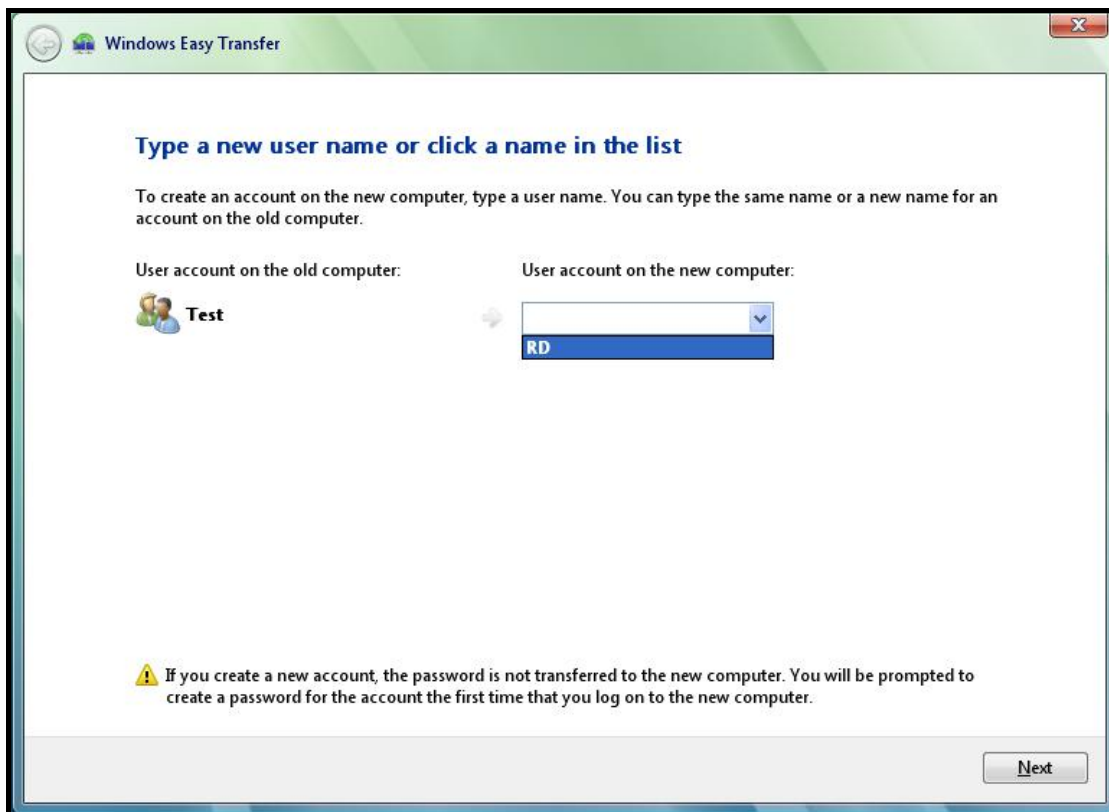 Windows Easy Transfer
X
Type a new user name or click a name in the list
To create an account on the new computer, type a user name. You can type the same name or a new name for an
account on the old computer.
User account on the old computer: User account on the new computer:
Test
RD
If you create a new account, the password is not transferred to the new computer. You will be prompted to
create a password for the account the first time that you log on to the new computer.
Next